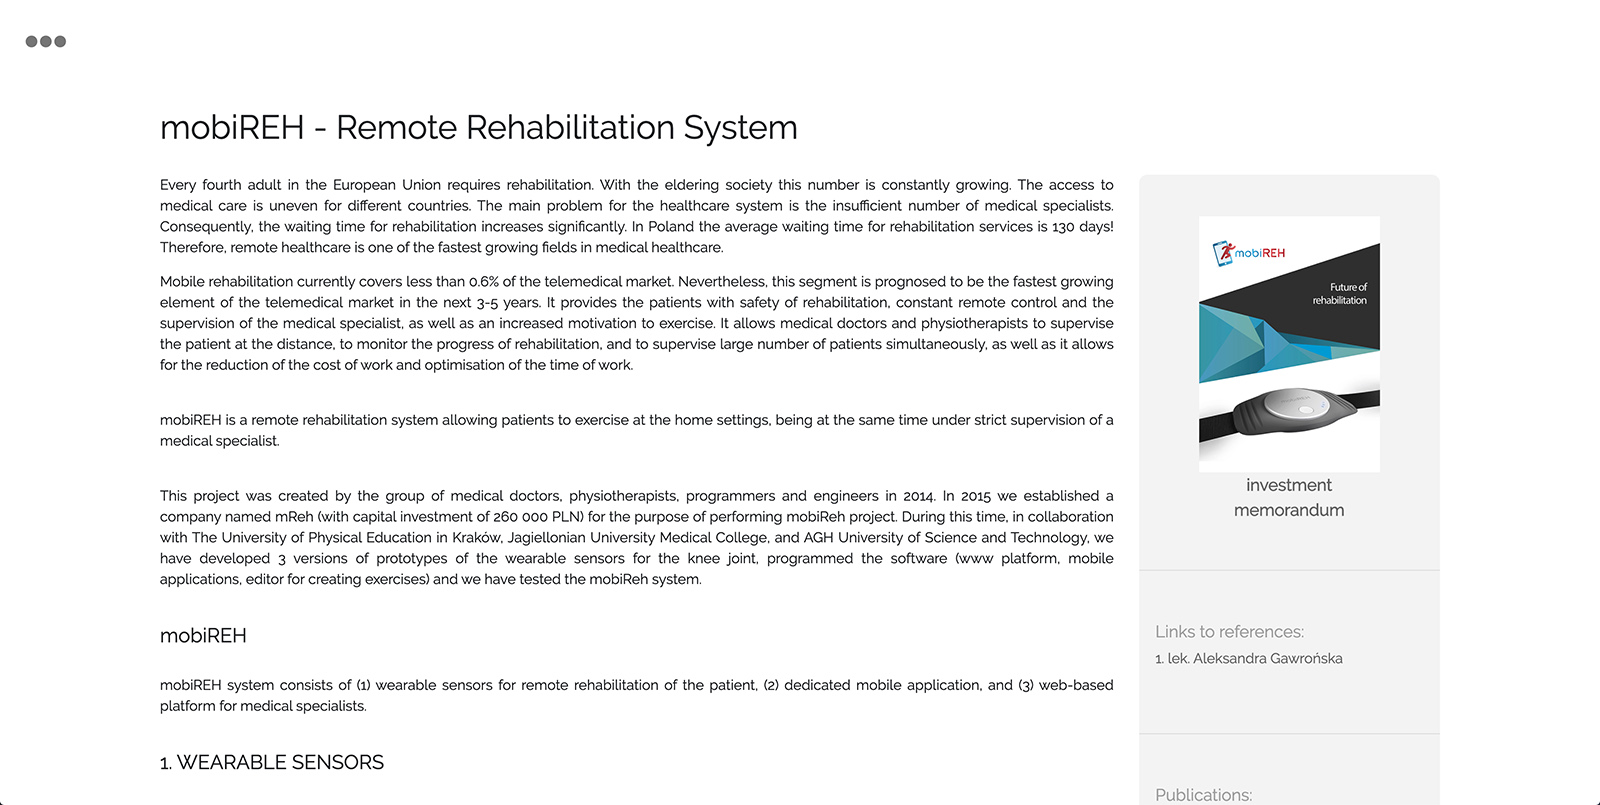 mobiREH - Remote Rehabilitation System
Every fourth adult in the European Union requires rehabilitation. With the eldering society this number is constantly growing. The access to
medical care is uneven for different countries. The main problem for the healthcare system is the insufficient number of medical specialists.
Consequently, the waiting time for rehabilitation increases significantly. In Poland the average waiting time for rehabilitation services is 130 days!
Therefore, remote healthcare is one of the fastest growing fields in medical healthcare.
Mobile rehabilitation currently covers less than 0.6% of the telemedical market. Nevertheless, this segment is prognosed to be the fastest growing
element of the telemedical market in the next 3-5 years. It provides the patients with safety of rehabilitation, constant remote control and the
supervision of the medical specialist, as well as an increased motivation to exercise. It allows medical doctors and physiotherapists to supervise
the patient at the distance, to monitor the progress of rehabilitation, and to supervise large number of patients simultaneously, as well as it allows
for the reduction of the cost of work and optimisation of the time of work.
mobiREH is a remote rehabilitation system allowing patients to exercise at the home settings, being at the same time under strict supervision of a
medical specialist.
This project was created by the group of medical doctors, physiotherapists, programmers and engineers in 2014. In 2015 we established a
company named mReh (with capital investment of 260 000 PLN) for the purpose of performing mobiReh project. During this time, in collaboration
with The University of Physical Education in Kraków, Jagiellonian University Medical College, and AGH University of Science and Technology, we
have developed 3 versions of prototypes of the wearable sensors for the knee joint, programmed the software (www platform, mobile
applications, editor for creating exercises) and we have tested the mobiReh system.
mobiREH
mobiREH system consists of (1) wearable sensors for remote rehabilitation of the patient, (2) dedicated mobile application, and (3) web-based
platform for medical specialists.
1. WEARABLE SENSORS
mobiREH
Future of
rehabilitation
investment
memorandum
Links to references:
1. lek. Aleksandra Gawrońska
Publications: